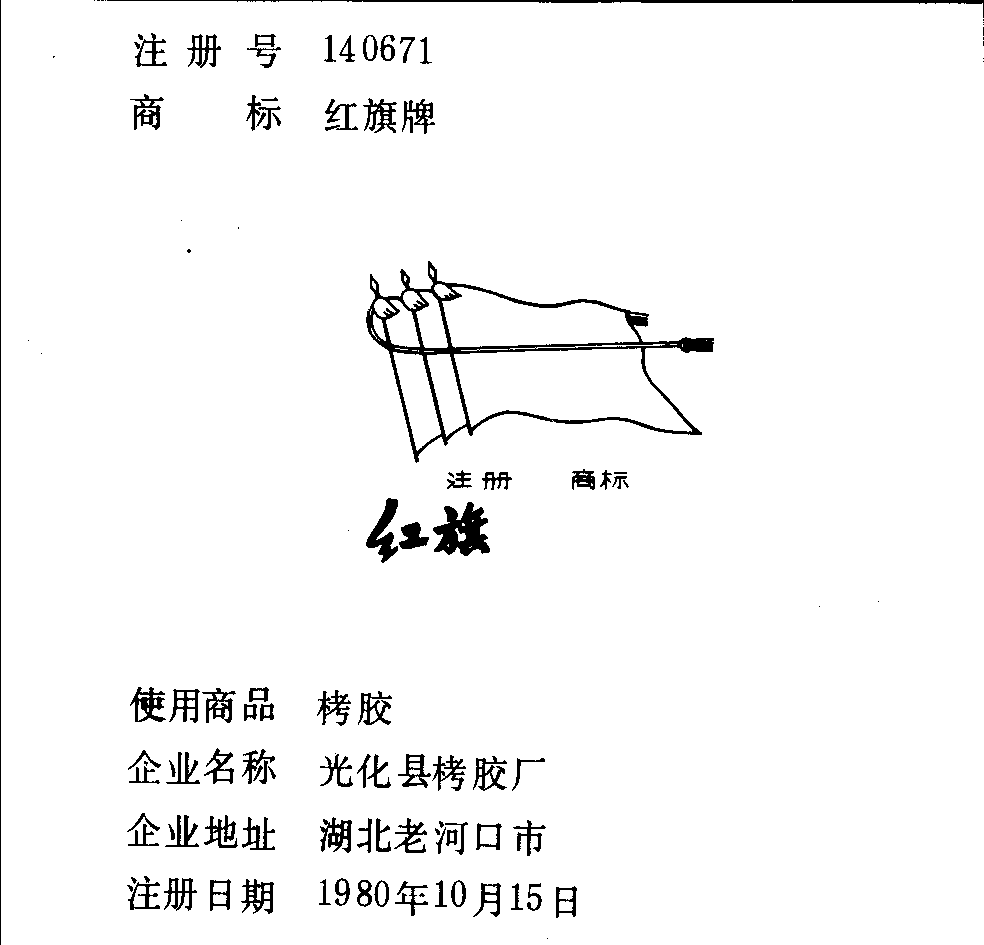 注册号 140671
商标 红旗牌
注册 商标
红旗
使用商品 栲胶
企业名称 光化县栲胶厂
企业地址 湖北老河口市
注册日期 1980年10月15日